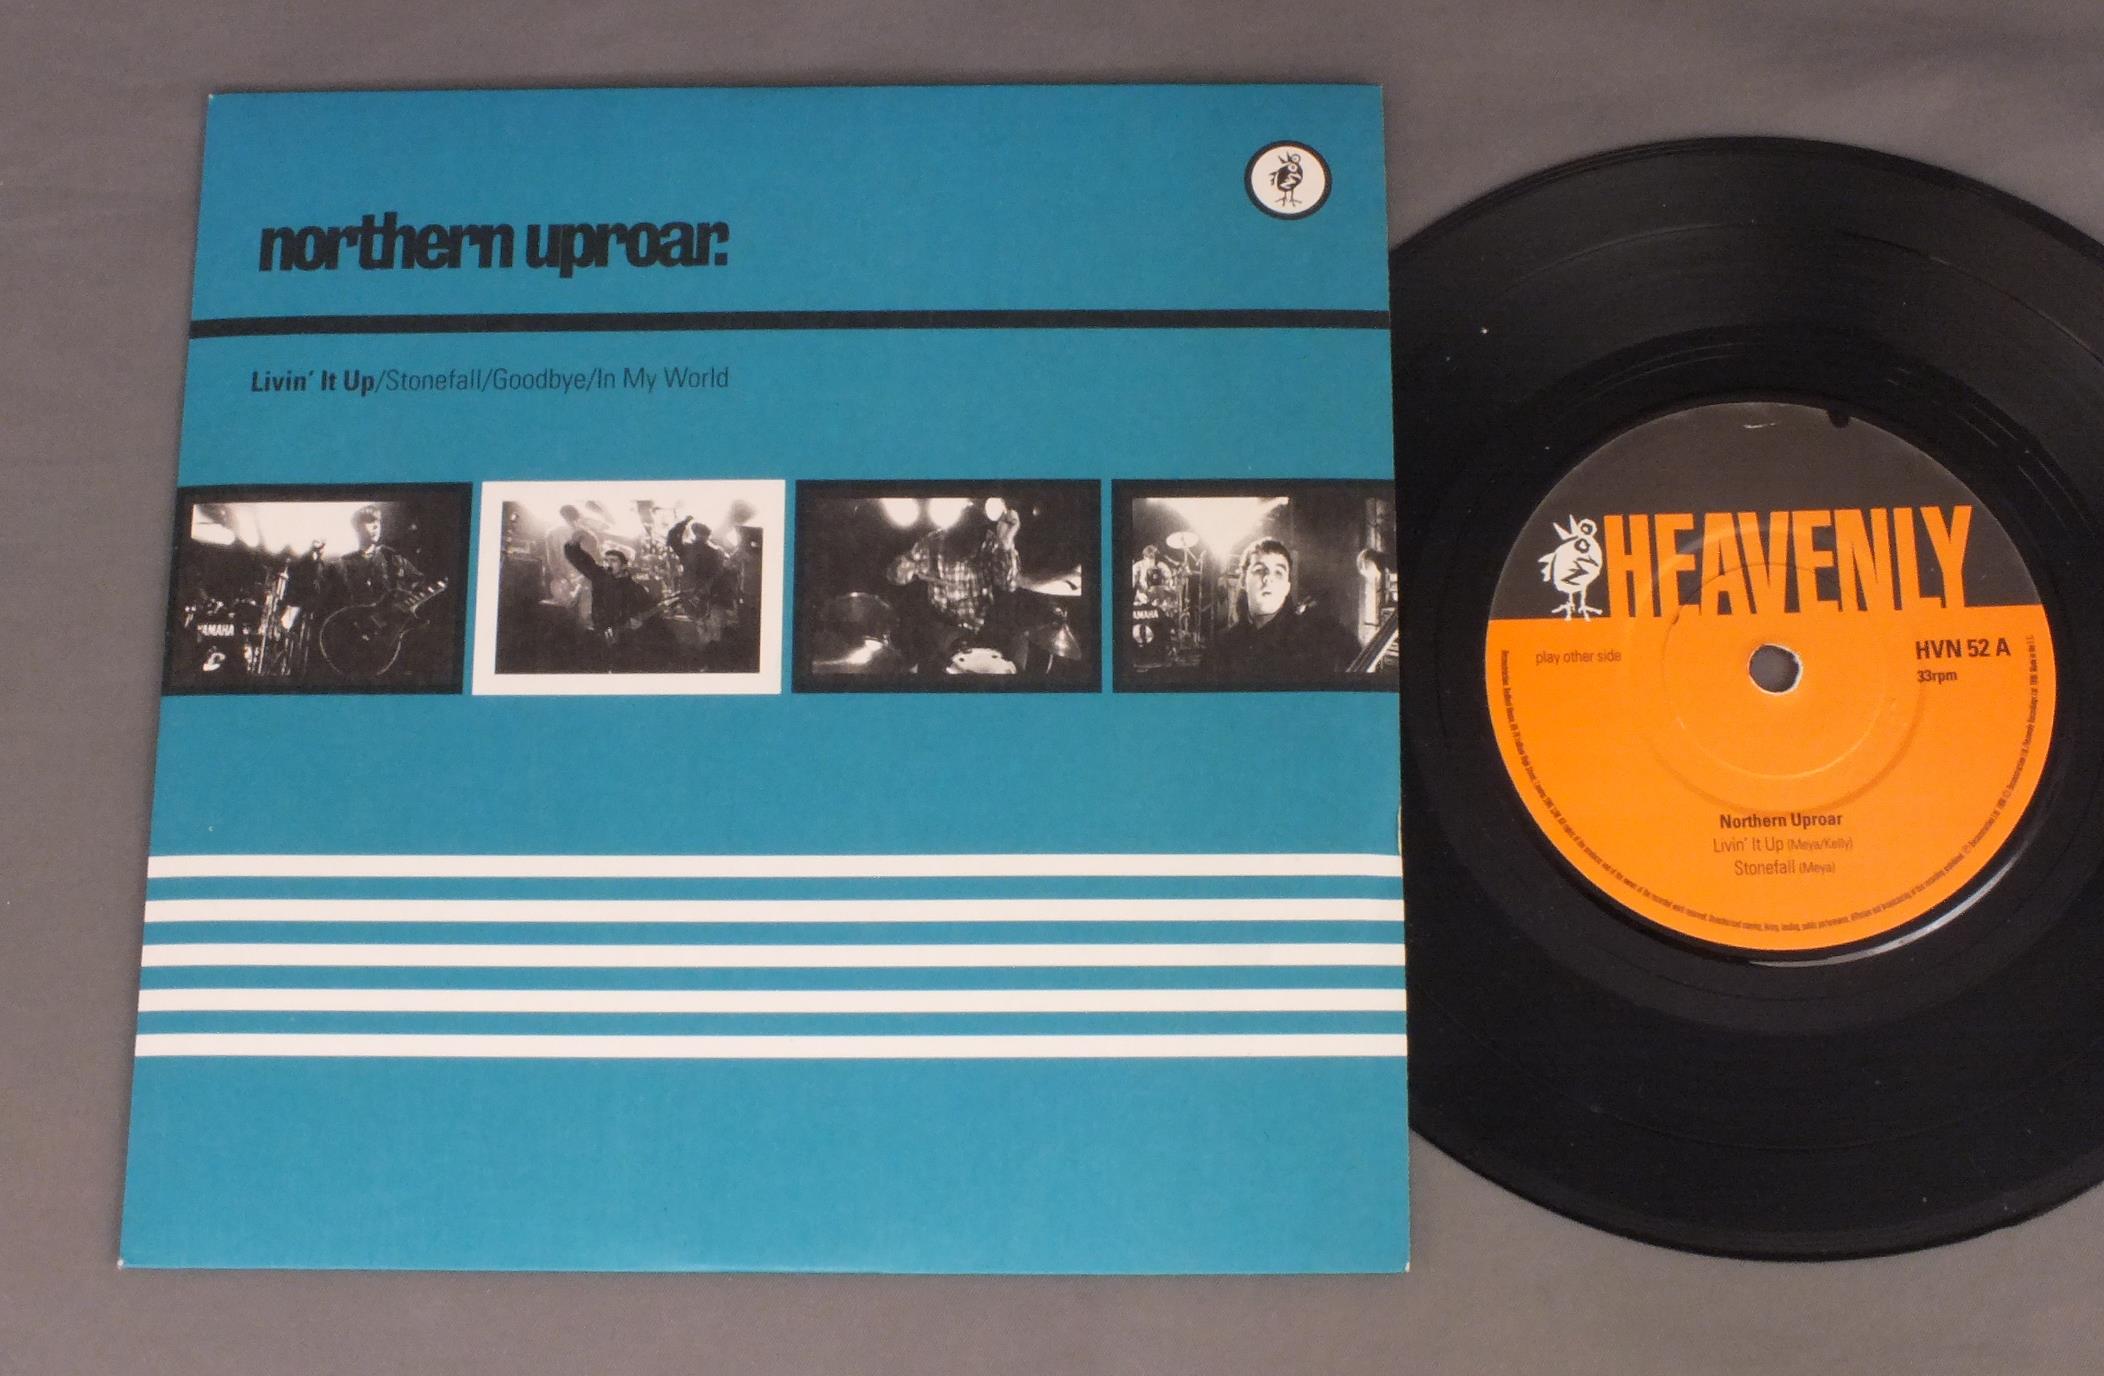 northern uproar:
Livin' It Up/Stonefall/Goodbye/In My World
YAMAHA
HEAVENLY
play other side
HVN 52 A
33rpm
Northern Uproar
Livin' It Up (Meya/Kelly)
Stonefall (Meya)